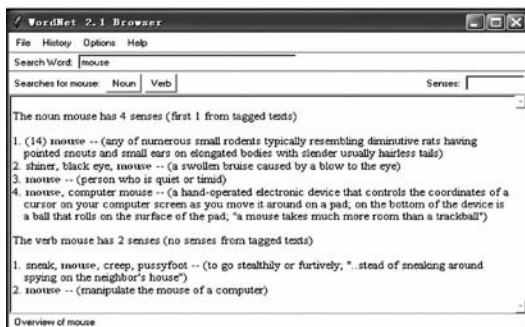 WordNet 2.1 Browser
File History Options Help
Search Word: mouse
Searches for mouse: Noun Verb Senses:
The noun mouse has 4 senses (first 1 from tagged texts)
1. (14) mouse -- (any of numerous small rodents typically resembling diminutive rats having
pointed snouts and small ears on elongated bodies with slender usually hairless tails)
2. shiner, black eye, mouse -- (a swollen bruise caused by a blow to the eye)
3. mouse -- (person who is quiet or timid)
4. mouse, computer mouse -- (a hand-operated electronic device that controls the coordinates of a
cursor on your computer screen as you move it around on a pad; on the bottom of the device is
a ball that rolls on the surface of the pad; "a mouse takes much more room than a trackball")
The verb mouse has 2 senses (no senses from tagged texts)
1. sneak, mouse, creep, pussyfoot -- (to go stealthily or furtively; "..stead of sneaking around
spying on the neighbor's house")
2. mouse -- (manipulate the mouse of a computer)
Overview of mouse